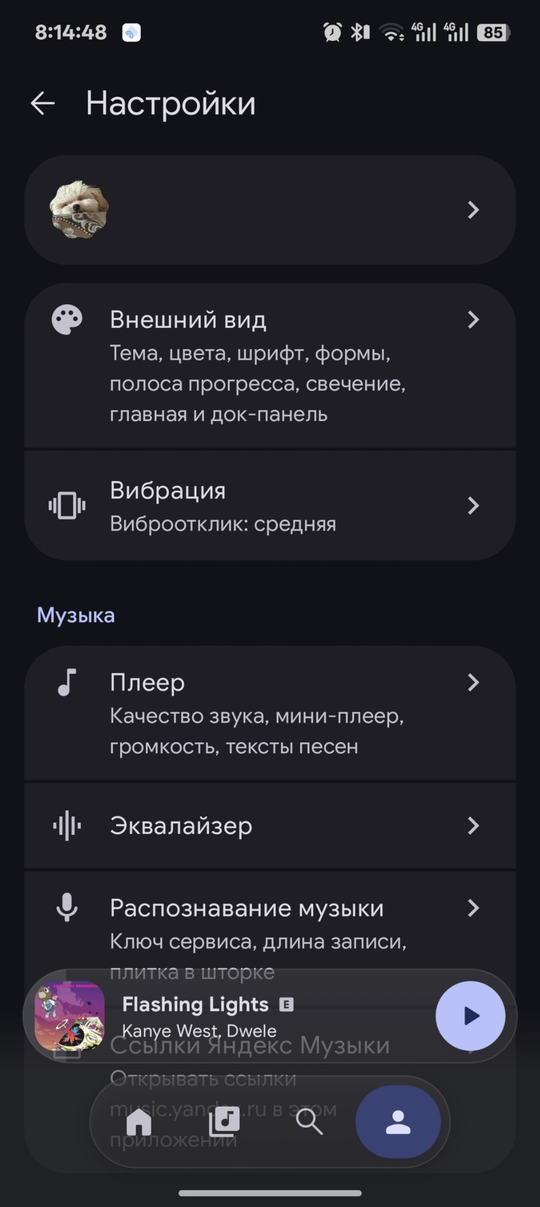 8:14:48
4G 4G 85
Настройки
Внешний вид
Тема, цвета, шрифт, формы,
полоса прогресса, свечение,
главная и док-панель
Вибрация
Виброотклик: средняя
Музыка
Плеер
Качество звука, мини-плеер,
громкость, тексты песен
Эквалайзер
Распознавание музыки
Ключ сервиса, длина записи,
плитка в шторке
Flashing Lights E
Kanye West, Dwele
Ссылки Яндекс Музыки
Открывать ссылки
music.yandex.ru в этом
приложении